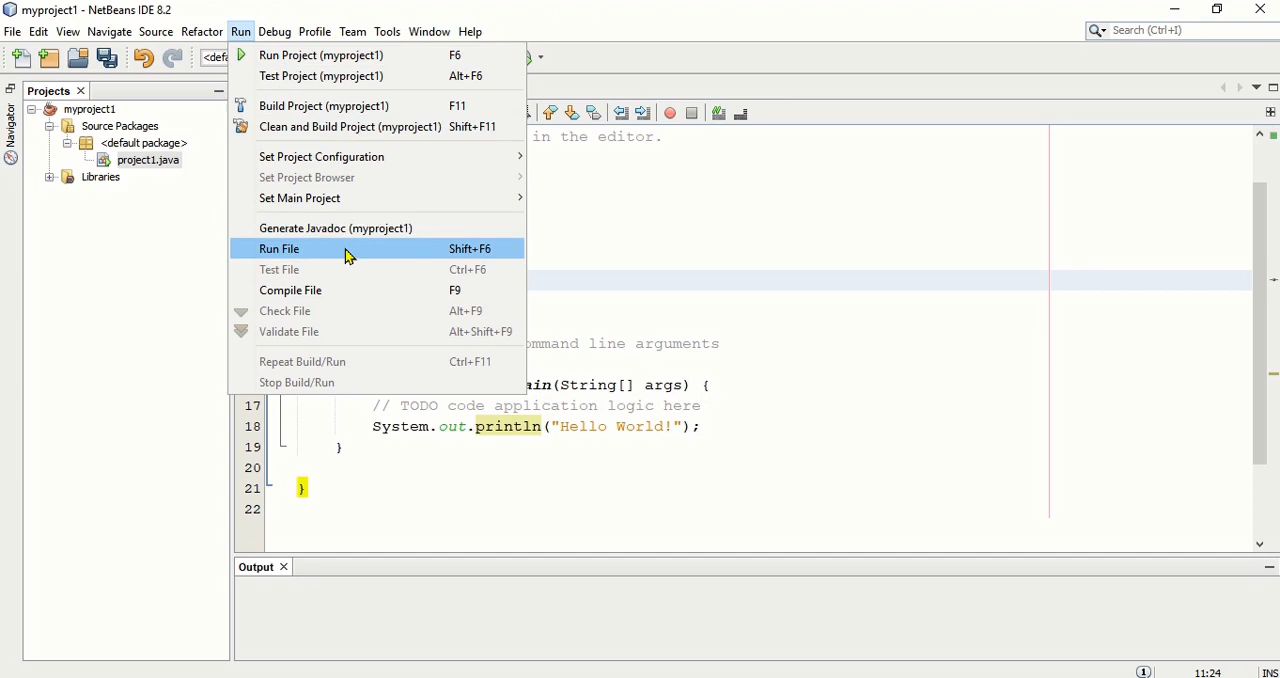 myproject1 - NetBeans IDE 8.2
File Edit View Navigate Source Refactor Run Debug Profile Team Tools Window Help
Search (Ctrl+I)
<defa
Run Project (myproject1) F6
Test Project (myproject1) Alt+F6
Build Project (myproject1) F11
Clean and Build Project (myproject1) Shift+F11
Set Project Configuration
Set Project Browser
Set Main Project
Generate Javadoc (myproject1)
Run File Shift+F6
Test File Ctrl+F6
Compile File F9
Check File Alt+F9
Validate File Alt+Shift+F9
Repeat Build/Run Ctrl+F11
Stop Build/Run
Projects
Navigator
myproject1
Source Packages
<default package>
project1.java
Libraries
in the editor.
ommand line arguments
ain(String[] args) {
17 // TODO code application logic here
18 System.out.println("Hello World!");
19 }
20
21 }
22
Output
1 11:24 INS